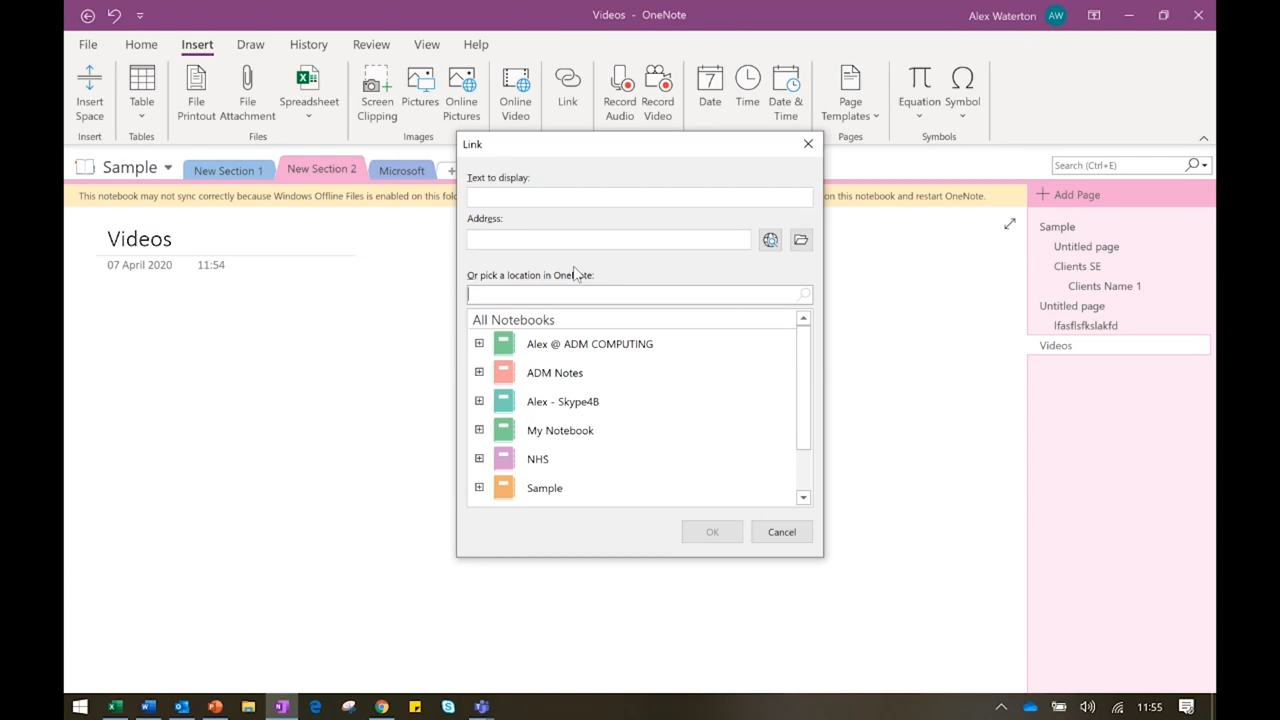 Videos - OneNote
Alex Waterton AW
File Home Insert Draw History Review View Help
Insert Space
Table
File Printout
File Attachment
Spreadsheet
Screen Clipping
Pictures
Online Pictures
Online Video
Link
Record Audio
Record Video
Date
Time
Date & Time
Page Templates
Equation
Symbol
Insert Tables Files Images Pages Symbols
Sample New Section 1 New Section 2 Microsoft
Search (Ctrl+E)
This notebook may not sync correctly because Windows Offline Files is enabled on this fol
on this notebook and restart OneNote.
Videos
07 April 2020 11:54
Link
Text to display:
Address:
Or pick a location in OneNote:
All Notebooks
Alex @ ADM COMPUTING
ADM Notes
Alex - Skype4B
My Notebook
NHS
Sample
OK Cancel
Add Page
Sample
Untitled page
Clients SE
Clients Name 1
Untitled page
lfasflsfkslakfd
Videos
11:55